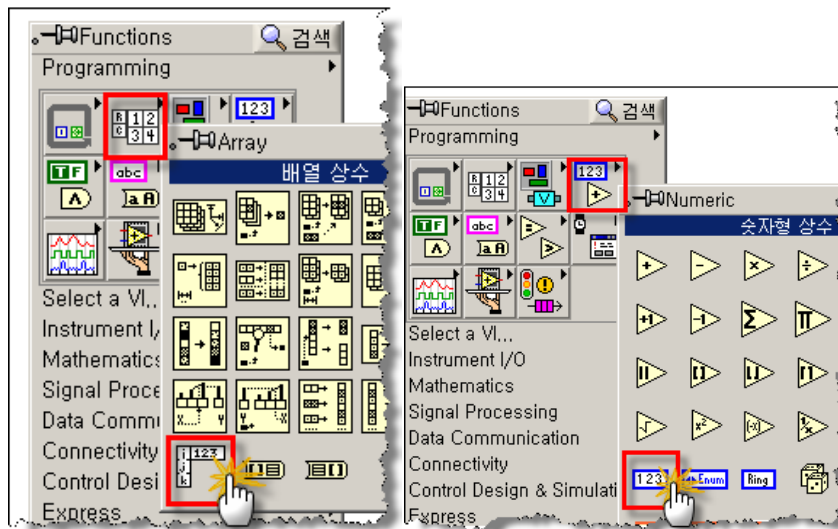 Functions
검색
Programming
Array
배열 상수
Select a VI...
Instrument I/
Mathematics
Signal Proce
Data Commu
Connectivity
Control Desi
Express
Functions
검색
Programming
Numeric
숫자형 상수
Select a VI...
Instrument I/O
Mathematics
Signal Processing
Data Communication
Connectivity
Control Design & Simulati
Express
123
Enum
Ring